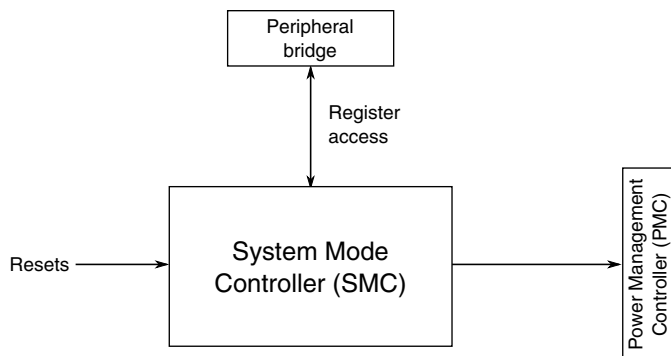 Peripheral
bridge
Register
access
Resets
System Mode
Controller (SMC)
Power Management
Controller (PMC)